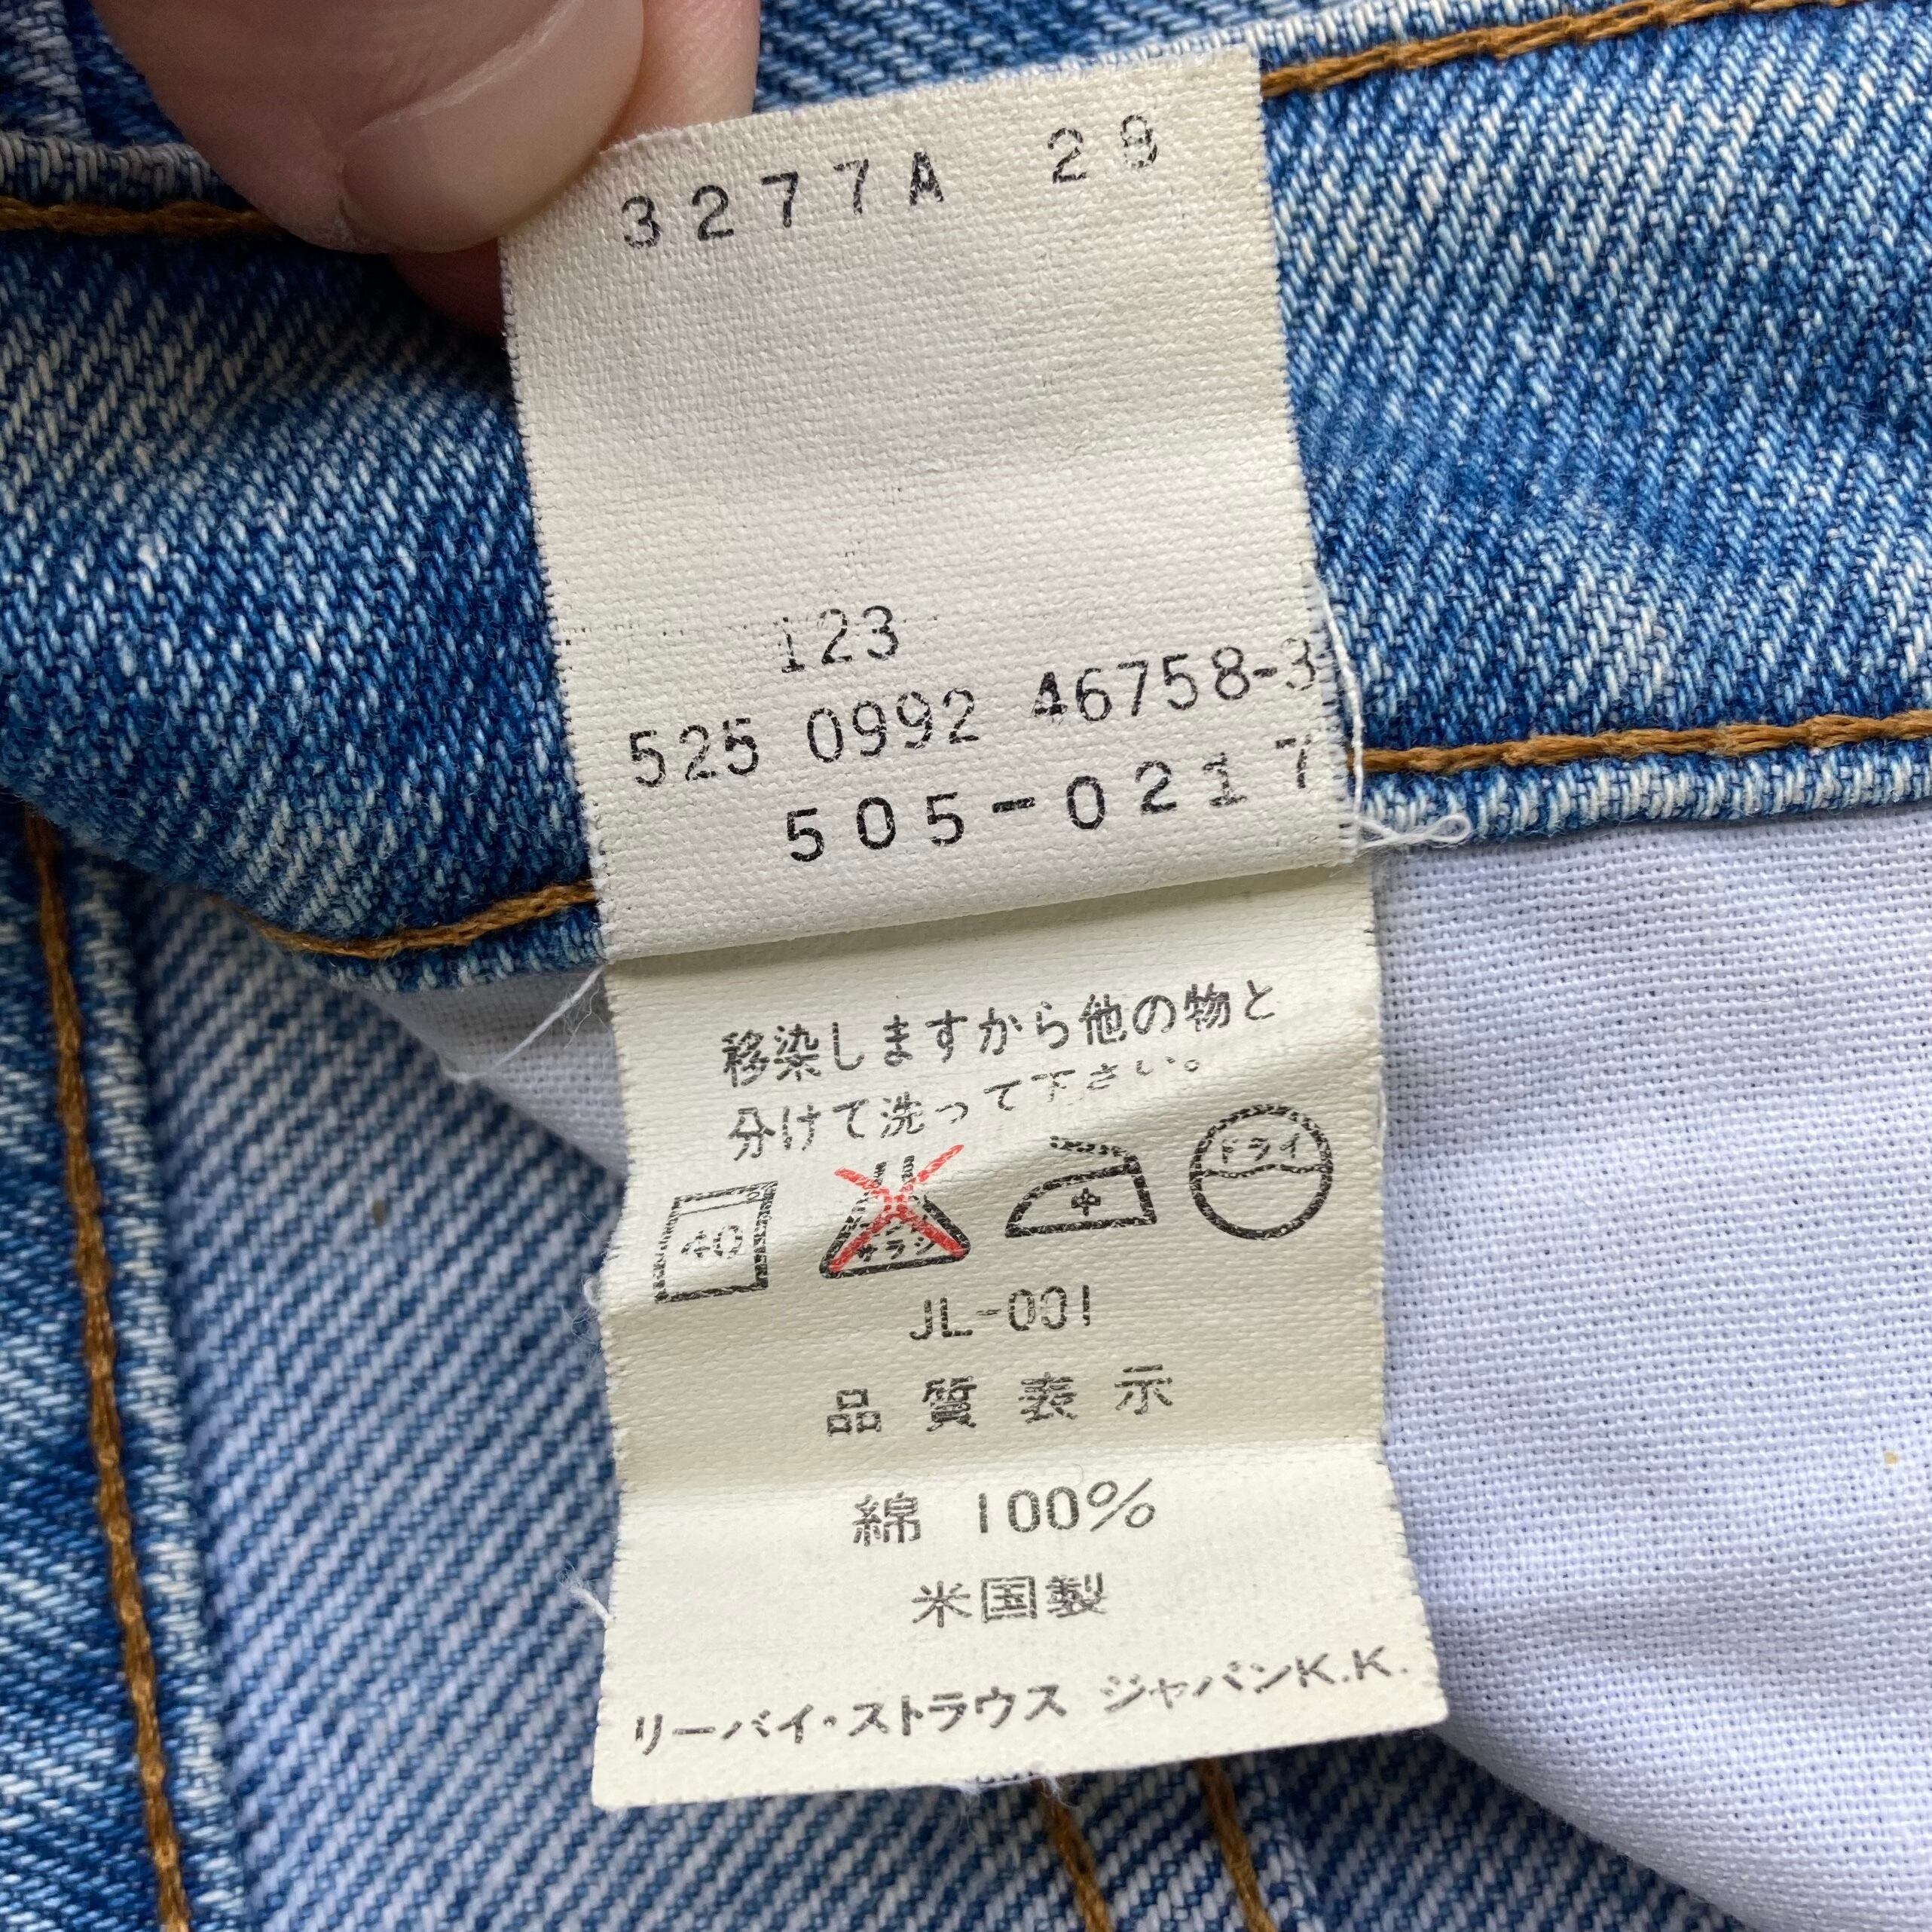 3277A 28
123
525 0992 46758-3
505-0217
移染しますから他の物と
分けて洗って下さい。
40 サラシ 中 ドライ
JL-001
品質表示
綿 100%
米国製
リーバイ・ストラウス ジャパンK.K.